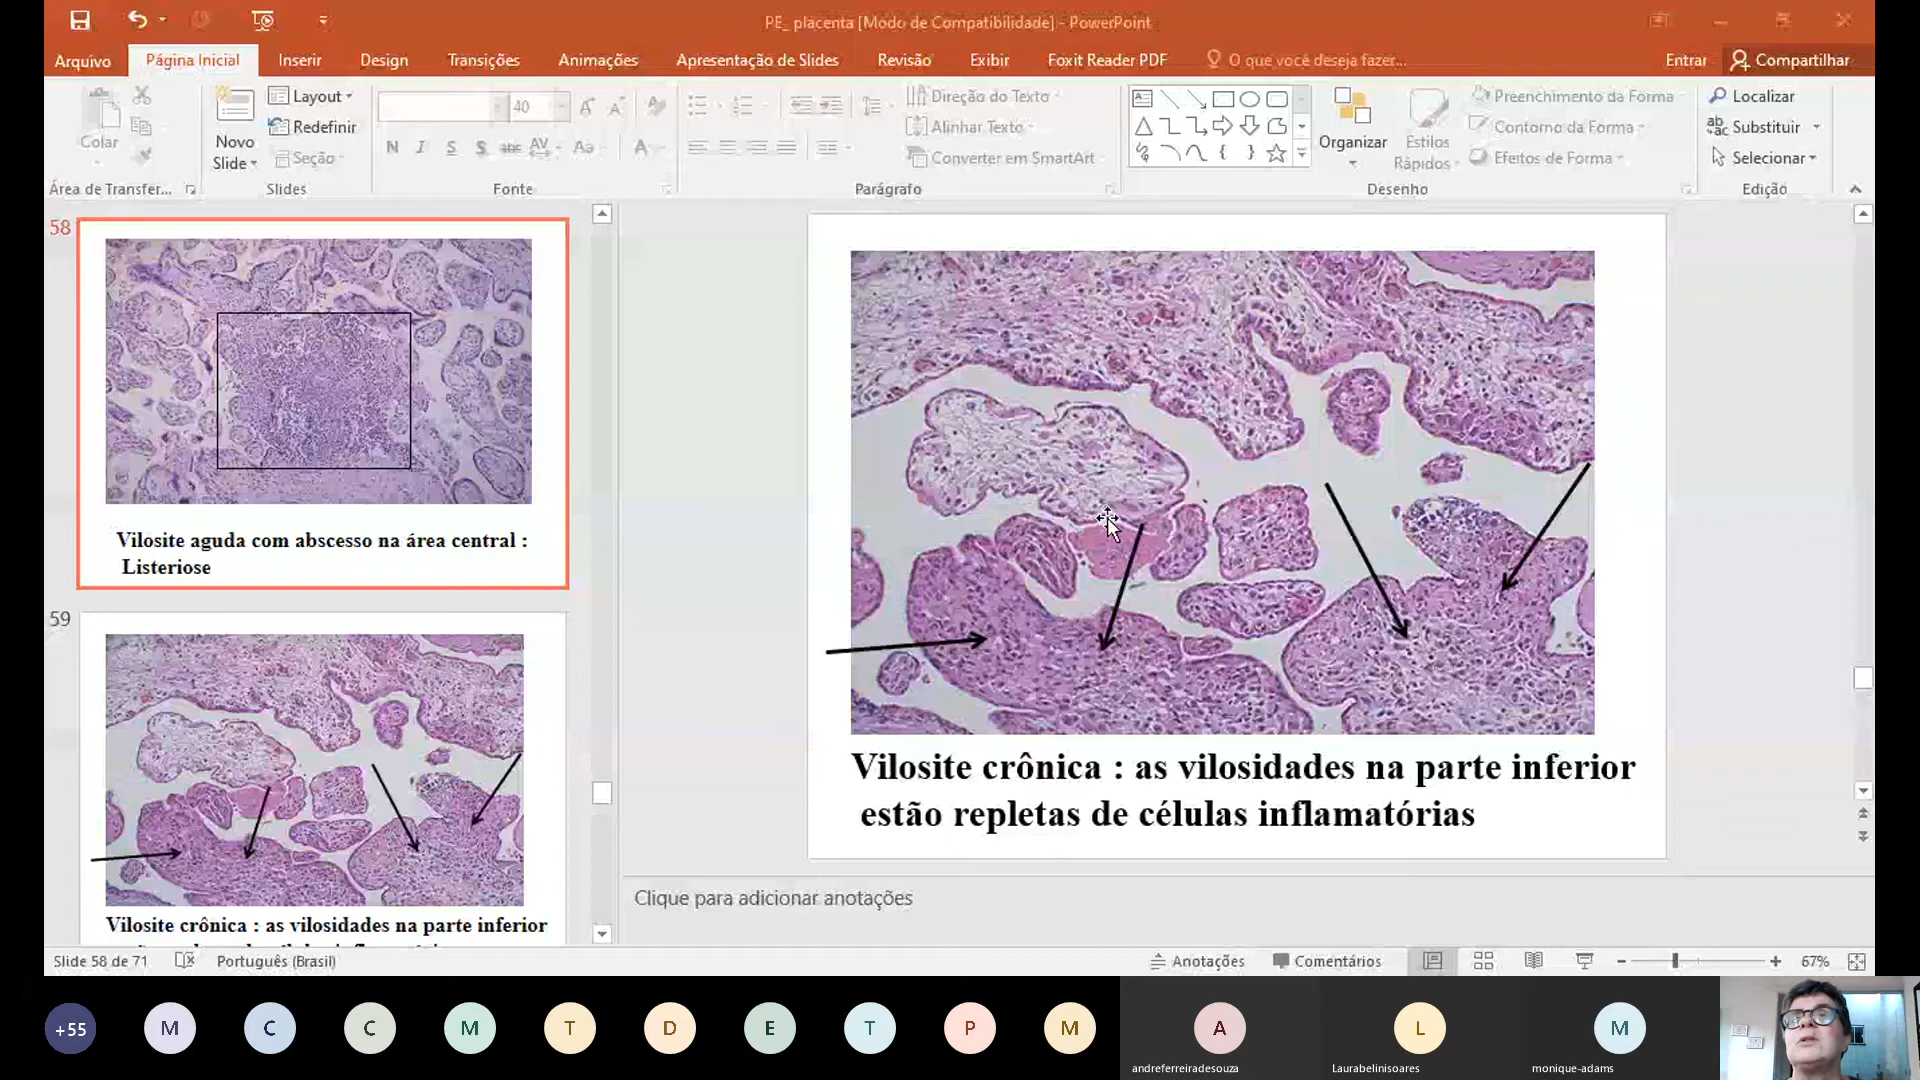 PE_ placenta [Modo de Compatibilidade] - PowerPoint
Arquivo
Página Inicial
Inserir
Design
Transições
Animações
Apresentação de Slides
Revisão
Exibir
Foxit Reader PDF
O que você deseja fazer...
Entrar
Compartilhar
Colar
Área de Transfer...
Novo
Slide
Layout
Redefinir
Seção
Slides
40
N I S S abc AV Aa A
Fonte
Direção do Texto
Alinhar Texto
Converter em SmartArt
Parágrafo
Organizar
Estilos
Rápidos
Preenchimento da Forma
Contorno da Forma
Efeitos de Forma
Desenho
Localizar
Substituir
Selecionar
Edição
58
Vilosite aguda com abscesso na área central :
Listeriose
59
Vilosite crônica : as vilosidades na parte inferior
Vilosite crônica : as vilosidades na parte inferior
estão repletas de células inflamatórias
Clique para adicionar anotações
Slide 58 de 71
Português (Brasil)
Anotações
Comentários
67%
+55
M
C
C
M
T
D
E
T
P
M
A
andreferreiradesouza
L
Laurabelinisoares
M
monique-adams